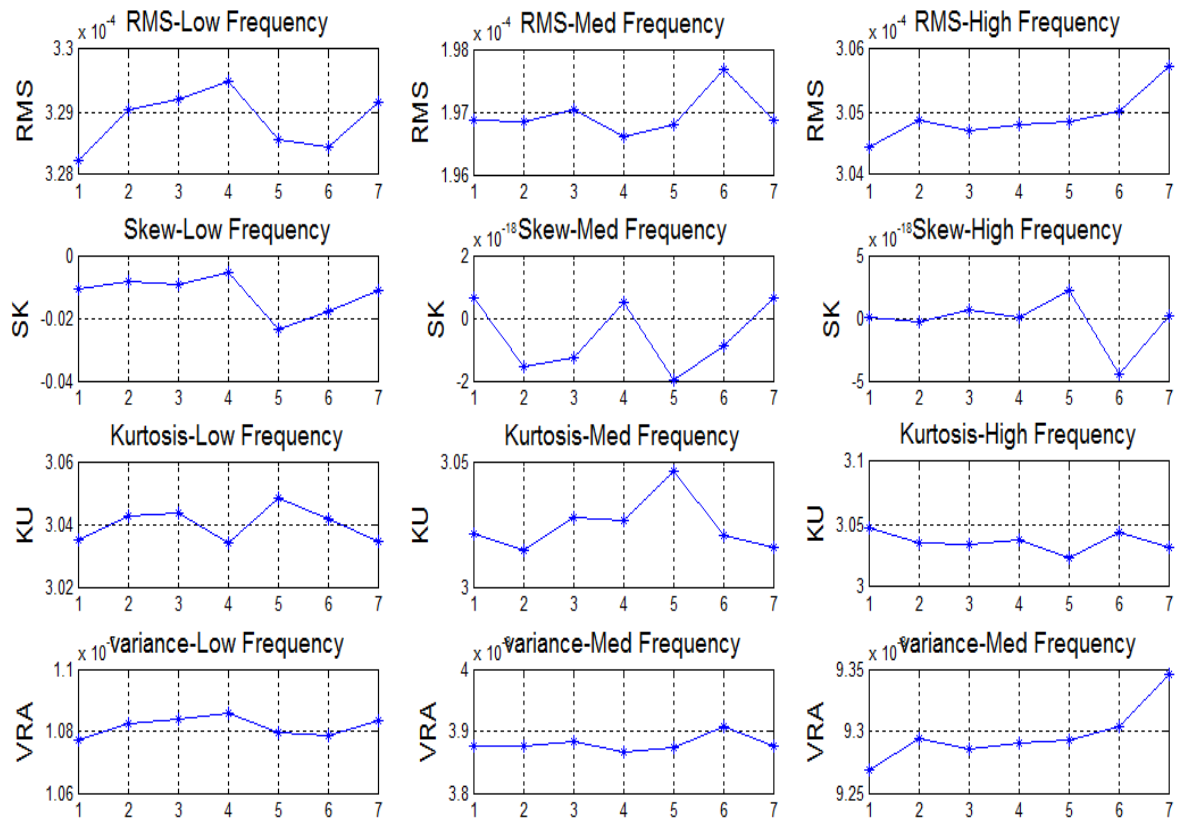 x 10⁻⁴
RMS-Low Frequency
3.3
3.29
3.28
RMS
1 2 3 4 5 6 7
x 10⁻⁴
RMS-Med Frequency
1.98
1.97
1.96
RMS
1 2 3 4 5 6 7
x 10⁻⁴
RMS-High Frequency
3.06
3.05
3.04
RMS
1 2 3 4 5 6 7
Skew-Low Frequency
0
-0.02
-0.04
SK
1 2 3 4 5 6 7
x 10⁻¹⁸
Skew-Med Frequency
2
0
-2
SK
1 2 3 4 5 6 7
x 10⁻¹⁸
Skew-High Frequency
5
0
-5
SK
1 2 3 4 5 6 7
Kurtosis-Low Frequency
3.06
3.04
3.02
KU
1 2 3 4 5 6 7
Kurtosis-Med Frequency
3.05
3
KU
1 2 3 4 5 6 7
Kurtosis-High Frequency
3.1
3.05
3
KU
1 2 3 4 5 6 7
x 10
variance-Low Frequency
1.1
1.08
1.06
VRA
1 2 3 4 5 6 7
x 10
variance-Med Frequency
4
3.9
3.8
VRA
1 2 3 4 5 6 7
x 10
variance-Med Frequency
9.35
9.3
9.25
VRA
1 2 3 4 5 6 7